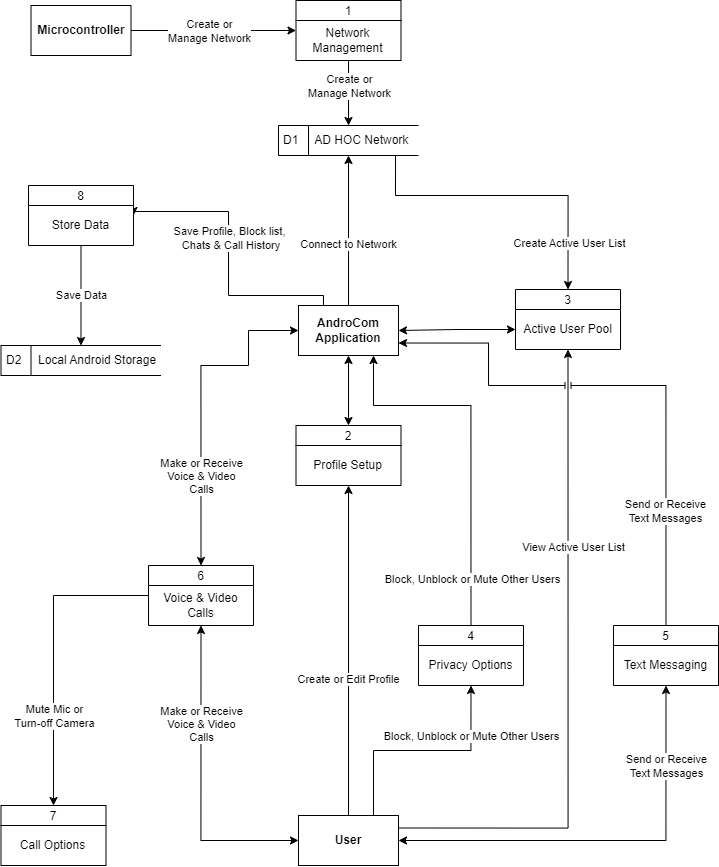 1
Microcontroller
Create or
Manage Network
Network
Management
Create or
Manage Network
D1
AD HOC Network
8
Store Data
Save Profile, Block list,
Chats & Call History
Connect to Network
Create Active User List
Save Data
3
Active User Pool
AndroCom
Application
D2
Local Android Storage
2
Profile Setup
Make or Receive
Voice & Video
Calls
Send or Receive
Text Messages
View Active User List
6
Voice & Video
Calls
Block, Unblock or Mute Other Users
4
Privacy Options
5
Text Messaging
Create or Edit Profile
Mute Mic or
Turn-off Camera
Make or Receive
Voice & Video
Calls
Block, Unblock or Mute Other Users
Send or Receive
Text Messages
7
Call Options
User